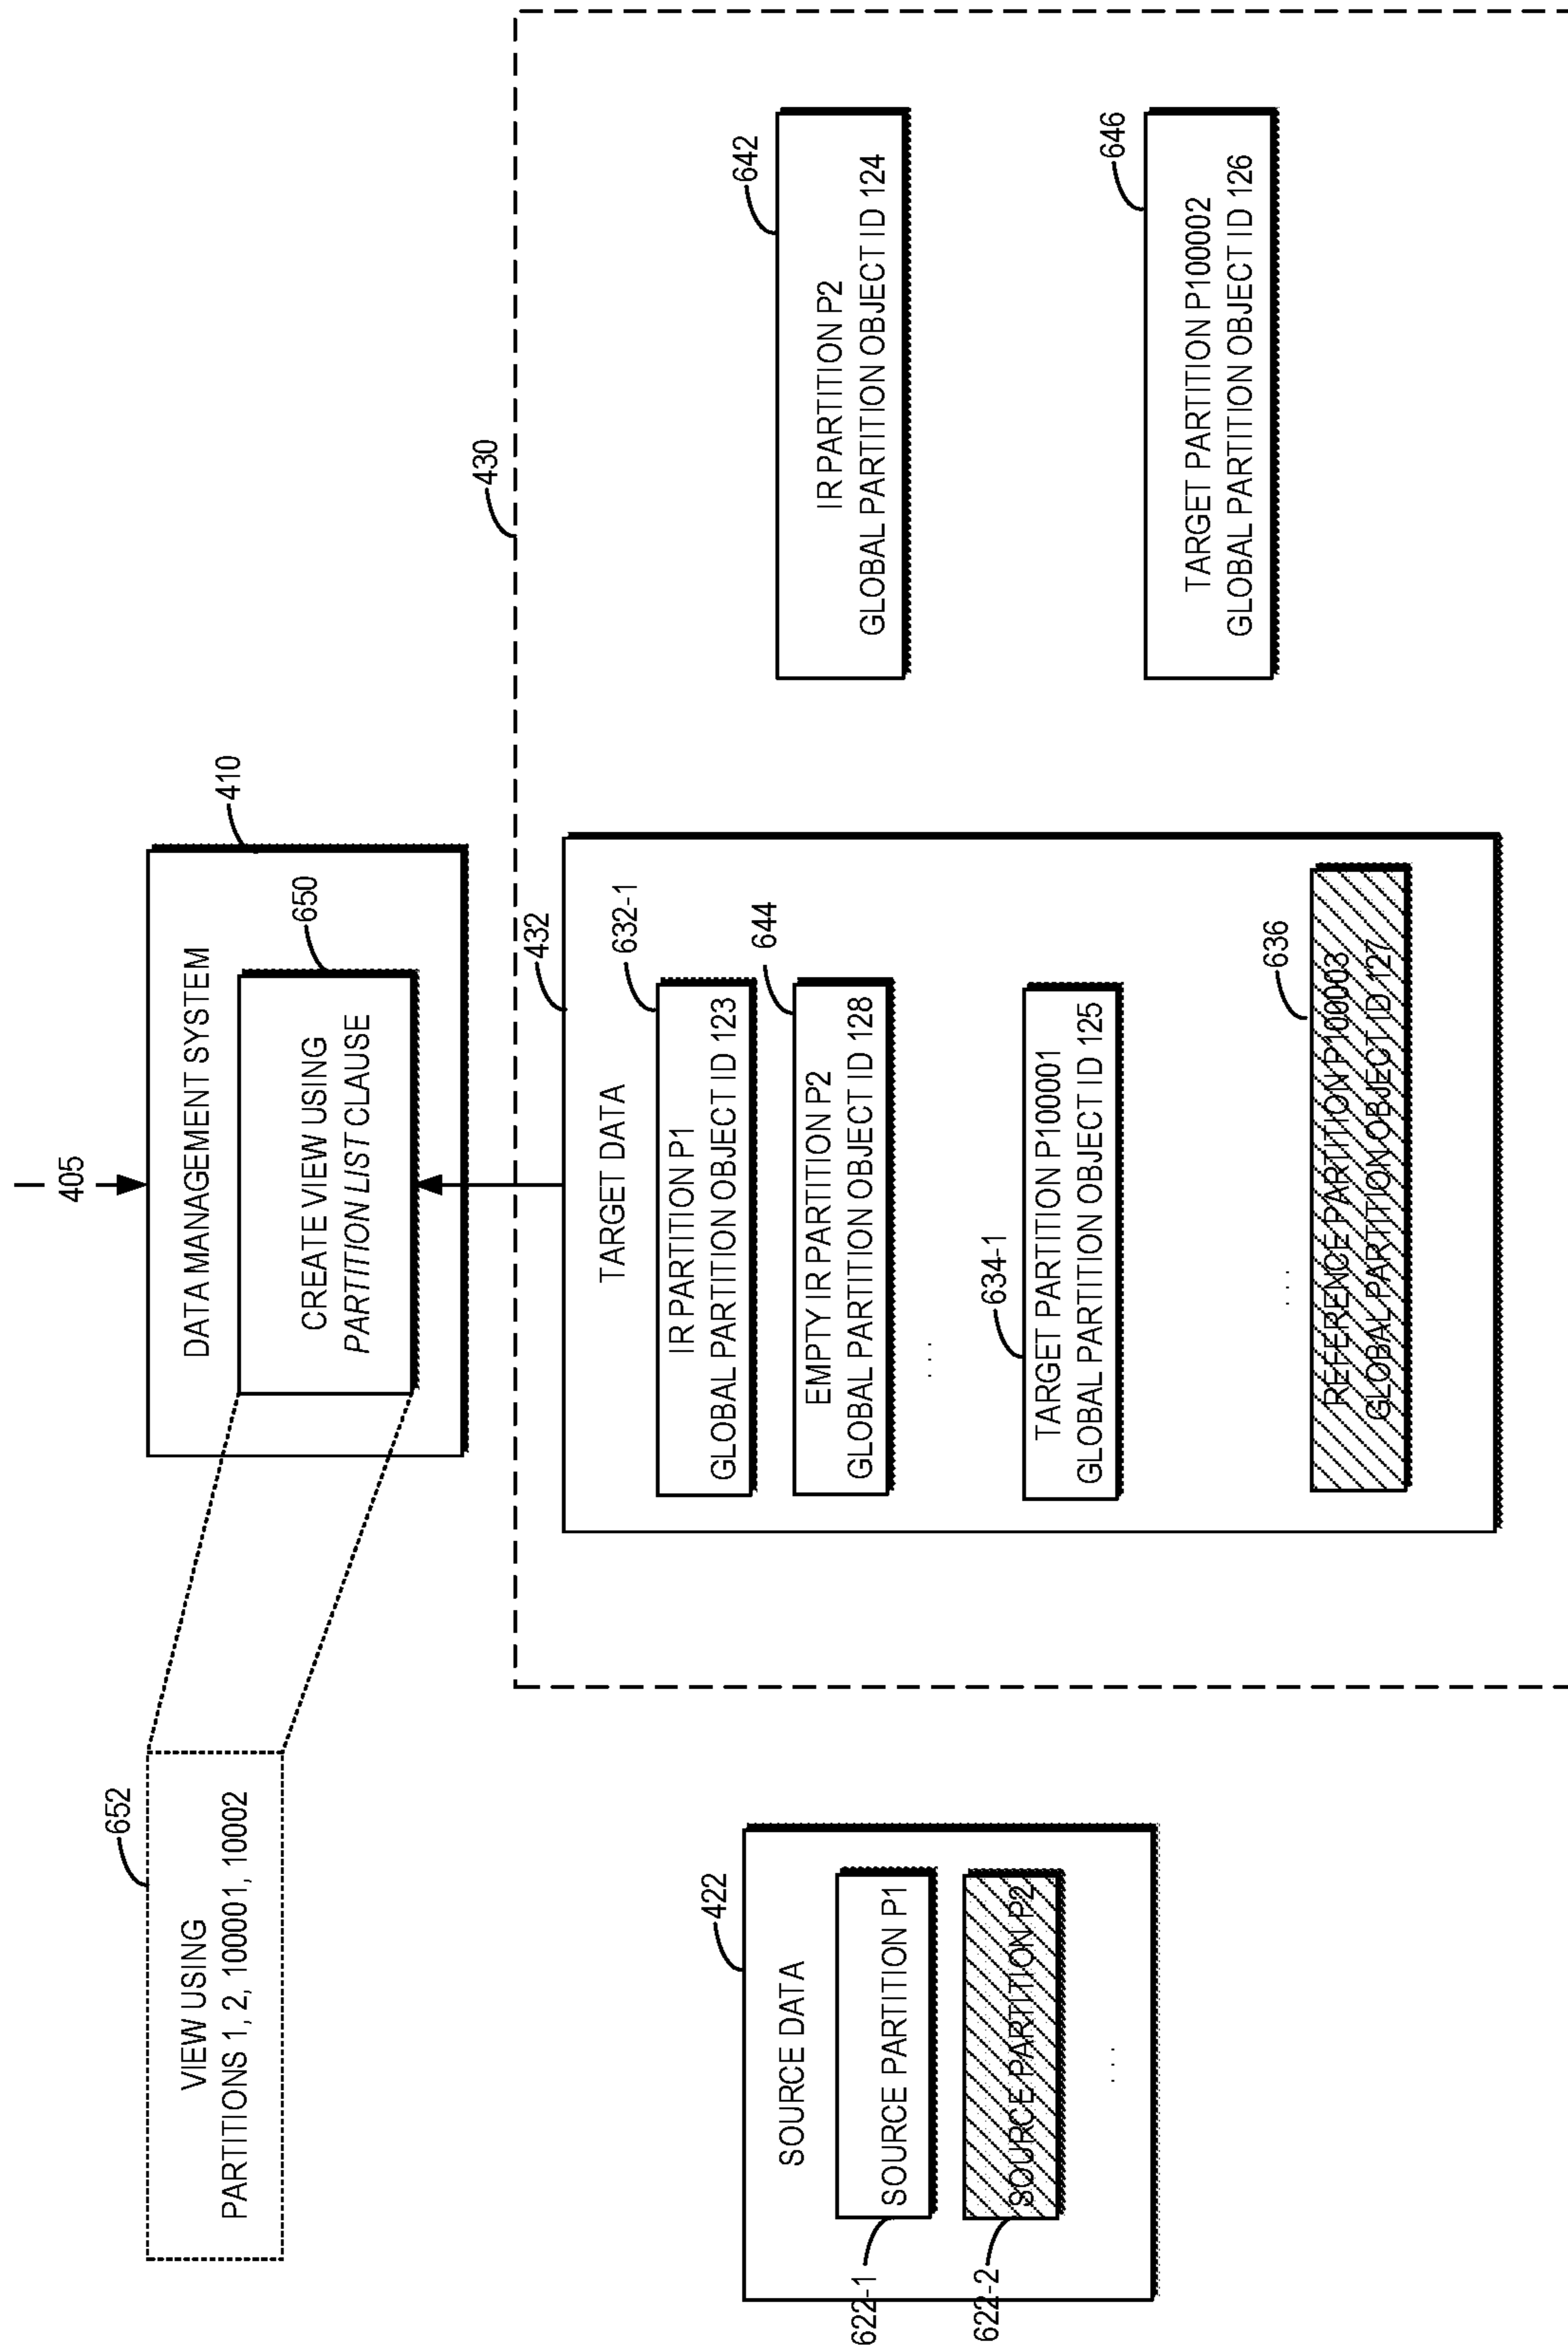 405
410
DATA MANAGEMENT SYSTEM
650
CREATE VIEW USING
PARTITION LIST CLAUSE
652
VIEW USING
PARTITIONS 1, 2, 100001, 10002
430
432
TARGET DATA
632-1
IR PARTITION P1
GLOBAL PARTITION OBJECT ID 123
644
EMPTY IR PARTITION P2
GLOBAL PARTITION OBJECT ID 128
. . .
634-1
TARGET PARTITION P100001
GLOBAL PARTITION OBJECT ID 125
. . .
636
REFERENCE PARTITION P100003
GLOBAL PARTITION OBJECT ID 127
642
IR PARTITION P2
GLOBAL PARTITION OBJECT ID 124
646
TARGET PARTITION P100002
GLOBAL PARTITION OBJECT ID 126
422
SOURCE DATA
622-1
SOURCE PARTITION P1
622-2
SOURCE PARTITION P2
. . .